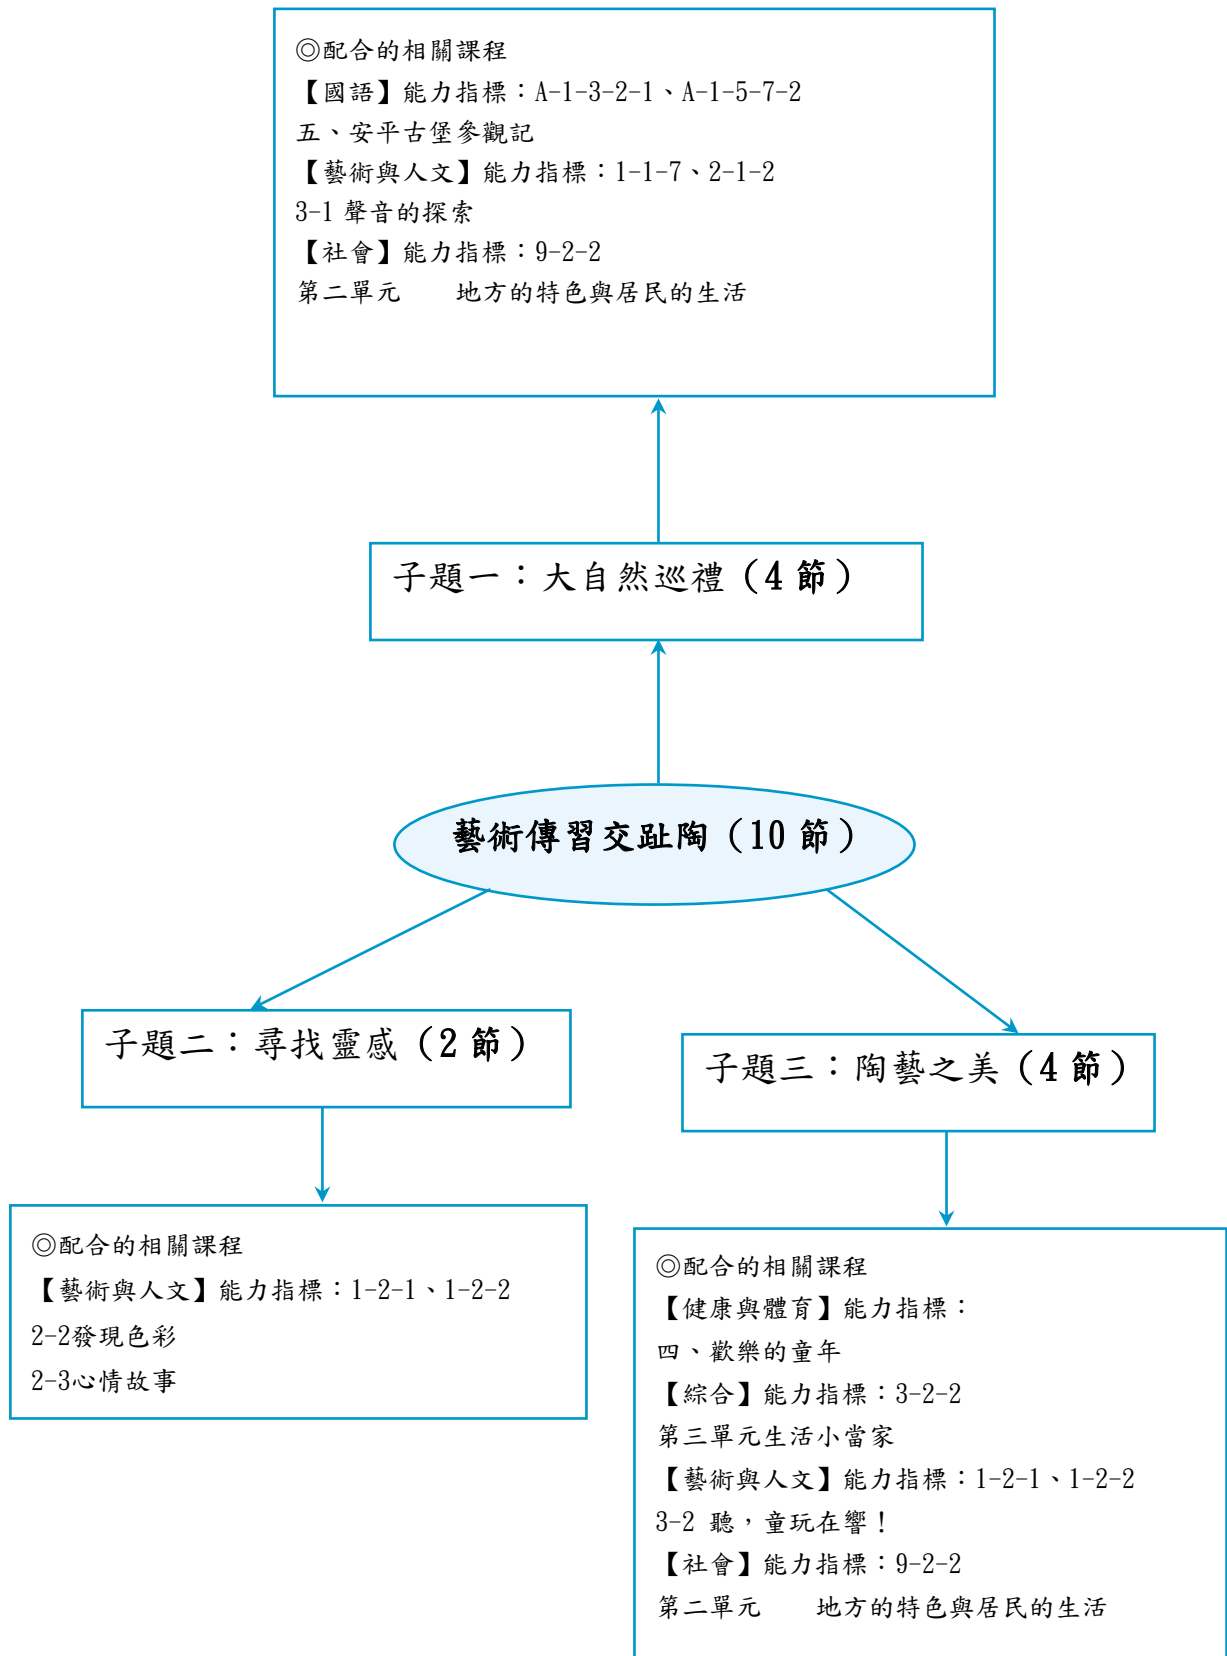 ◎配合的相關課程
【國語】能力指標：A-1-3-2-1、A-1-5-7-2
五、安平古堡參觀記
【藝術與人文】能力指標：1-1-7、2-1-2
3-1 聲音的探索
【社會】能力指標：9-2-2
第二單元　　地方的特色與居民的生活
子題一：大自然巡禮（4 節）
藝術傳習交趾陶（10 節）
子題二：尋找靈感（2 節）
子題三：陶藝之美（4 節）
◎配合的相關課程
【藝術與人文】能力指標：1-2-1、1-2-2
2-2發現色彩
2-3心情故事
◎配合的相關課程
【健康與體育】能力指標：
四、歡樂的童年
【綜合】能力指標：3-2-2
第三單元生活小當家
【藝術與人文】能力指標：1-2-1、1-2-2
3-2 聽，童玩在響！
【社會】能力指標：9-2-2
第二單元　　地方的特色與居民的生活